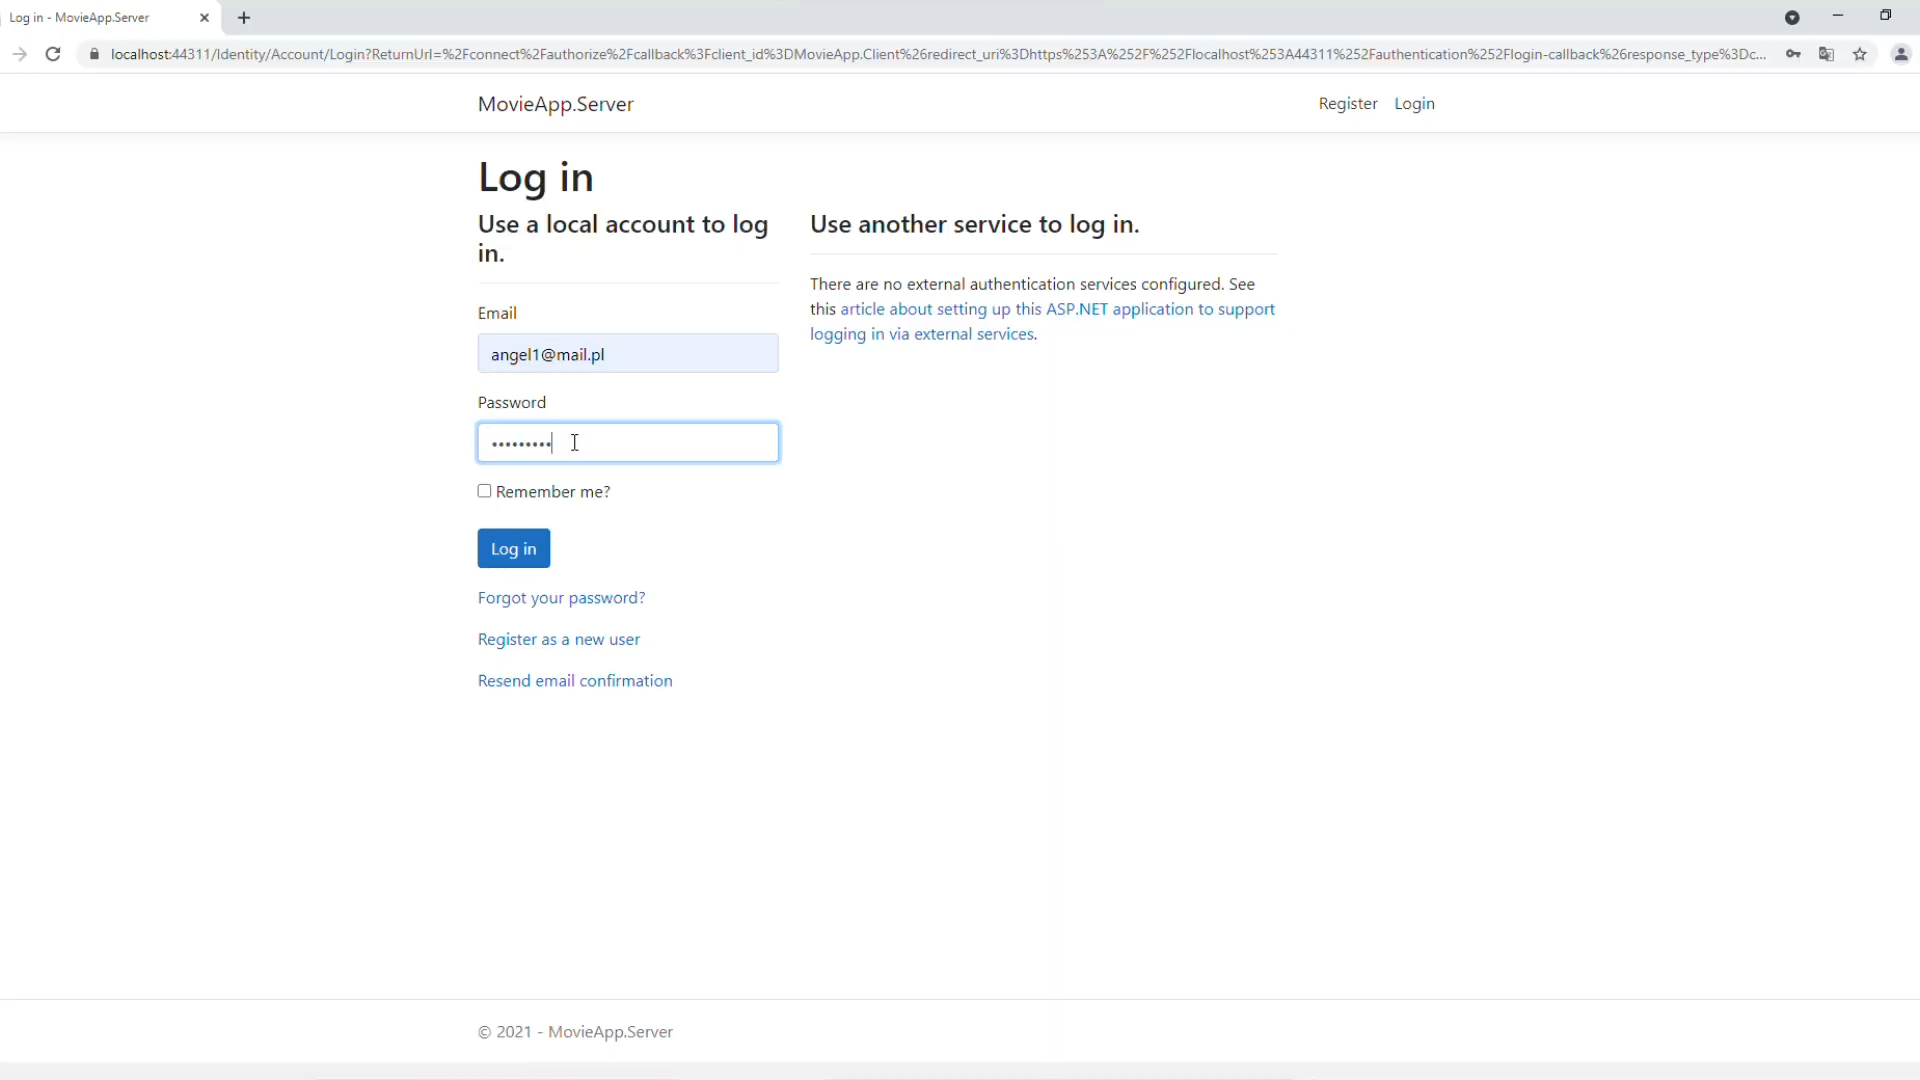 Log in - MovieApp.Server
localhost:44311/Identity/Account/Login?ReturnUrl=%2Fconnect%2Fauthorize%2Fcallback%3Fclient_id%3DMovieApp.Client%26redirect_uri%3Dhttps%253A%252F%252Flocalhost%253A44311%252Fauthentication%252Flogin-callback%26response_type%3Dc...
MovieApp.Server
Register Login
Log in
Use a local account to log
in.
Email
angel1@mail.pl
Password
•••••••••
Remember me?
Log in
Forgot your password?
Register as a new user
Resend email confirmation
Use another service to log in.
There are no external authentication services configured. See
this article about setting up this ASP.NET application to support
logging in via external services.
© 2021 - MovieApp.Server